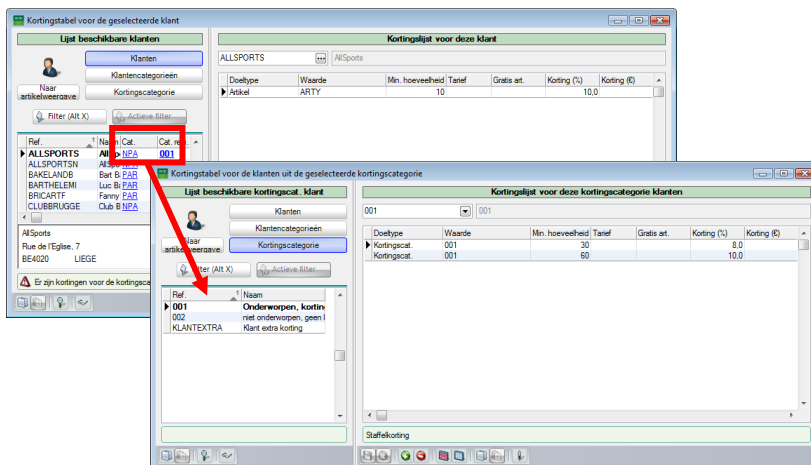 Kortingstabel voor de geselecteerde klant
Lijst beschikbare klanten
Klanten
Klantencategorieën
Naar artikelweergave
Kortingscategorie
Filter (Alt X)
Actieve filter
Ref. 1 Naam Cat. Cat. rem.
ALLSPORTS NPA 001
ALLSPORTSN PAR
BAKELANDB Bart B PAR
BARTHELEMI Luc Ba PAR
BRICARTF Fanny PAR
CLUBBRUGGE Club B NPA
AllSports
Rue de l'Eglise, 7
BE4020 LIEGE
Er zijn kortingen voor de kortingsca
Kortingslijst voor deze klant
ALLSPORTS ... AllSports
Doeltype Waarde Min. hoeveelheid Tarief Gratis art. Korting (%) Korting (€)
Artikel ARTY 10 10,0
Kortingstabel voor de klanten uit de geselecteerde kortingscategorie
Lijst beschikbare kortingscat. klant
Klanten
Klantencategorieën
Naar artikelweergave
Kortingscategorie
Filter (Alt X)
Actieve filter
Ref. 1 Naam
001 Onderworpen, korting
002 niet onderworpen, geen
KLANTEXTRA Klant extra korting
Kortingslijst voor deze kortingscategorie klanten
001 001
Doeltype Waarde Min. hoeveelheid Tarief Gratis art. Korting (%) Korting (€)
Kortingscat. 001 30 8,0
Kortingscat. 001 60 10,0
Staffelkorting